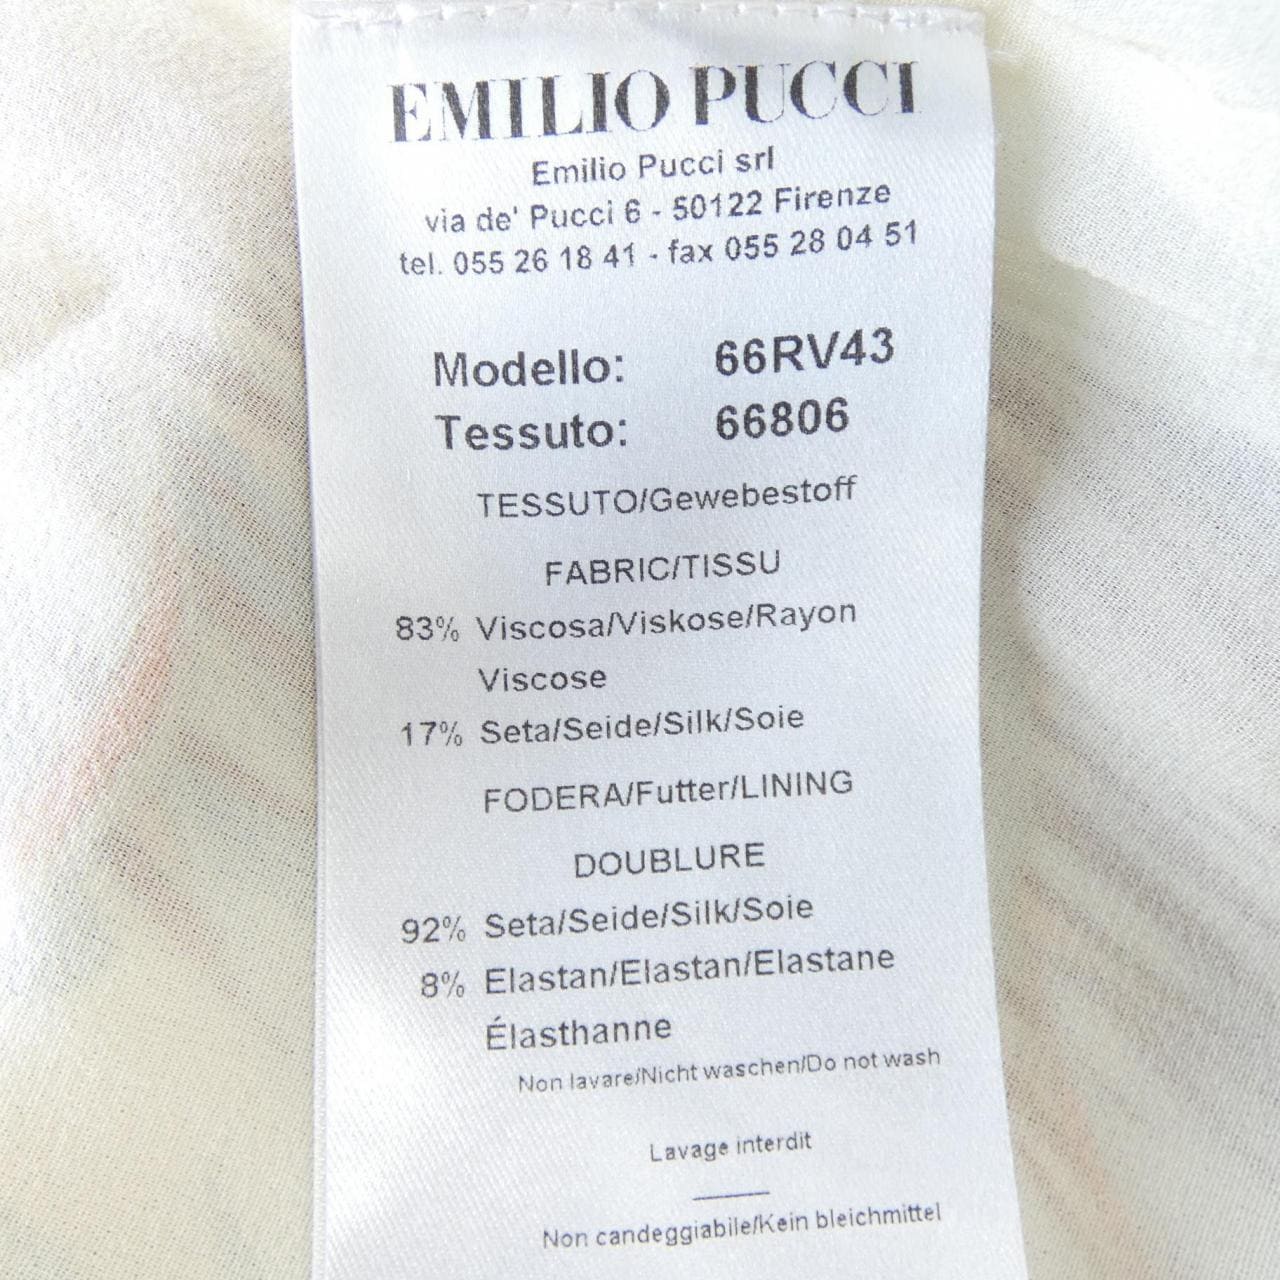 EMILIO PUCCI
Emilio Pucci srl
via de' Pucci 6 - 50122 Firenze
tel. 055 26 18 41 - fax 055 28 04 51
Modello: 66RV43
Tessuto: 66806
TESSUTO/Gewebestoff
FABRIC/TISSU
83% Viscosa/Viskose/Rayon
Viscose
17% Seta/Seide/Silk/Soie
FODERA/Futter/LINING
DOUBLURE
92% Seta/Seide/Silk/Soie
8% Elastan/Elastan/Elastane
Élasthanne
Non lavare/Nicht waschen/Do not wash
Lavage interdit
Non candeggiabile/Kein bleichmittel